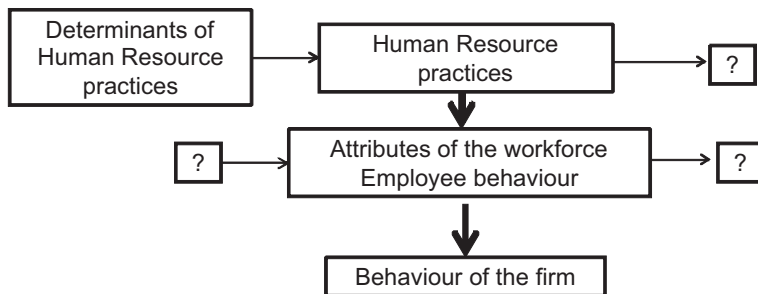 Determinants of
Human Resource
practices
Human Resource
practices
?
?
Attributes of the workforce
Employee behaviour
?
Behaviour of the firm